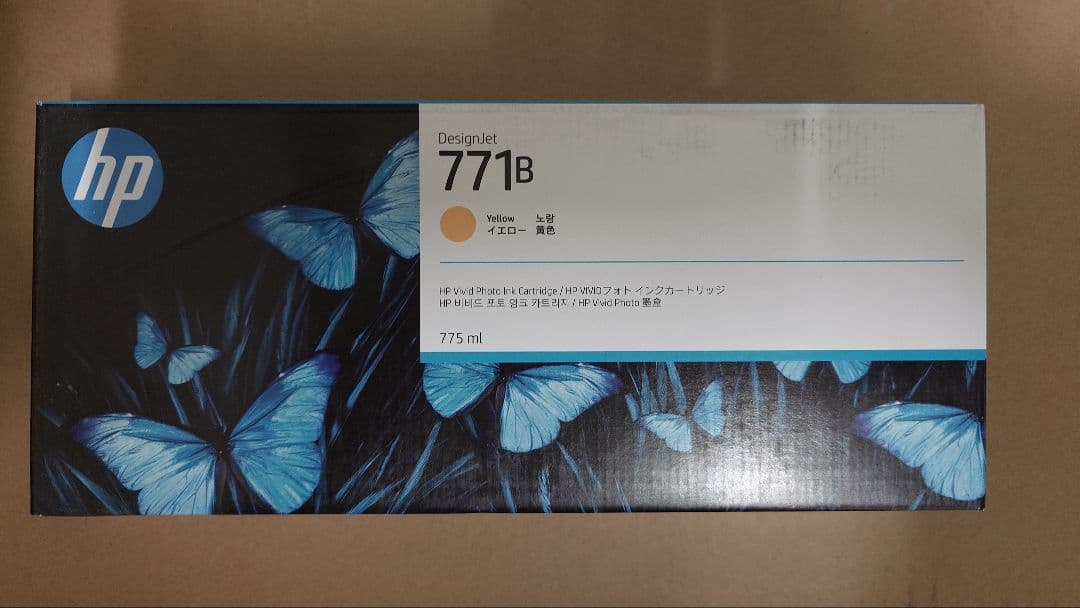 hp
DesignJet
771B
Yellow 노랑
イエロー 黄色
HP Vivid Photo Ink Cartridge / HP VIVIDフォト インクカートリッジ
HP 비비드 포토 잉크 카트리지 / HP Vivid Photo 墨盒
775 ml